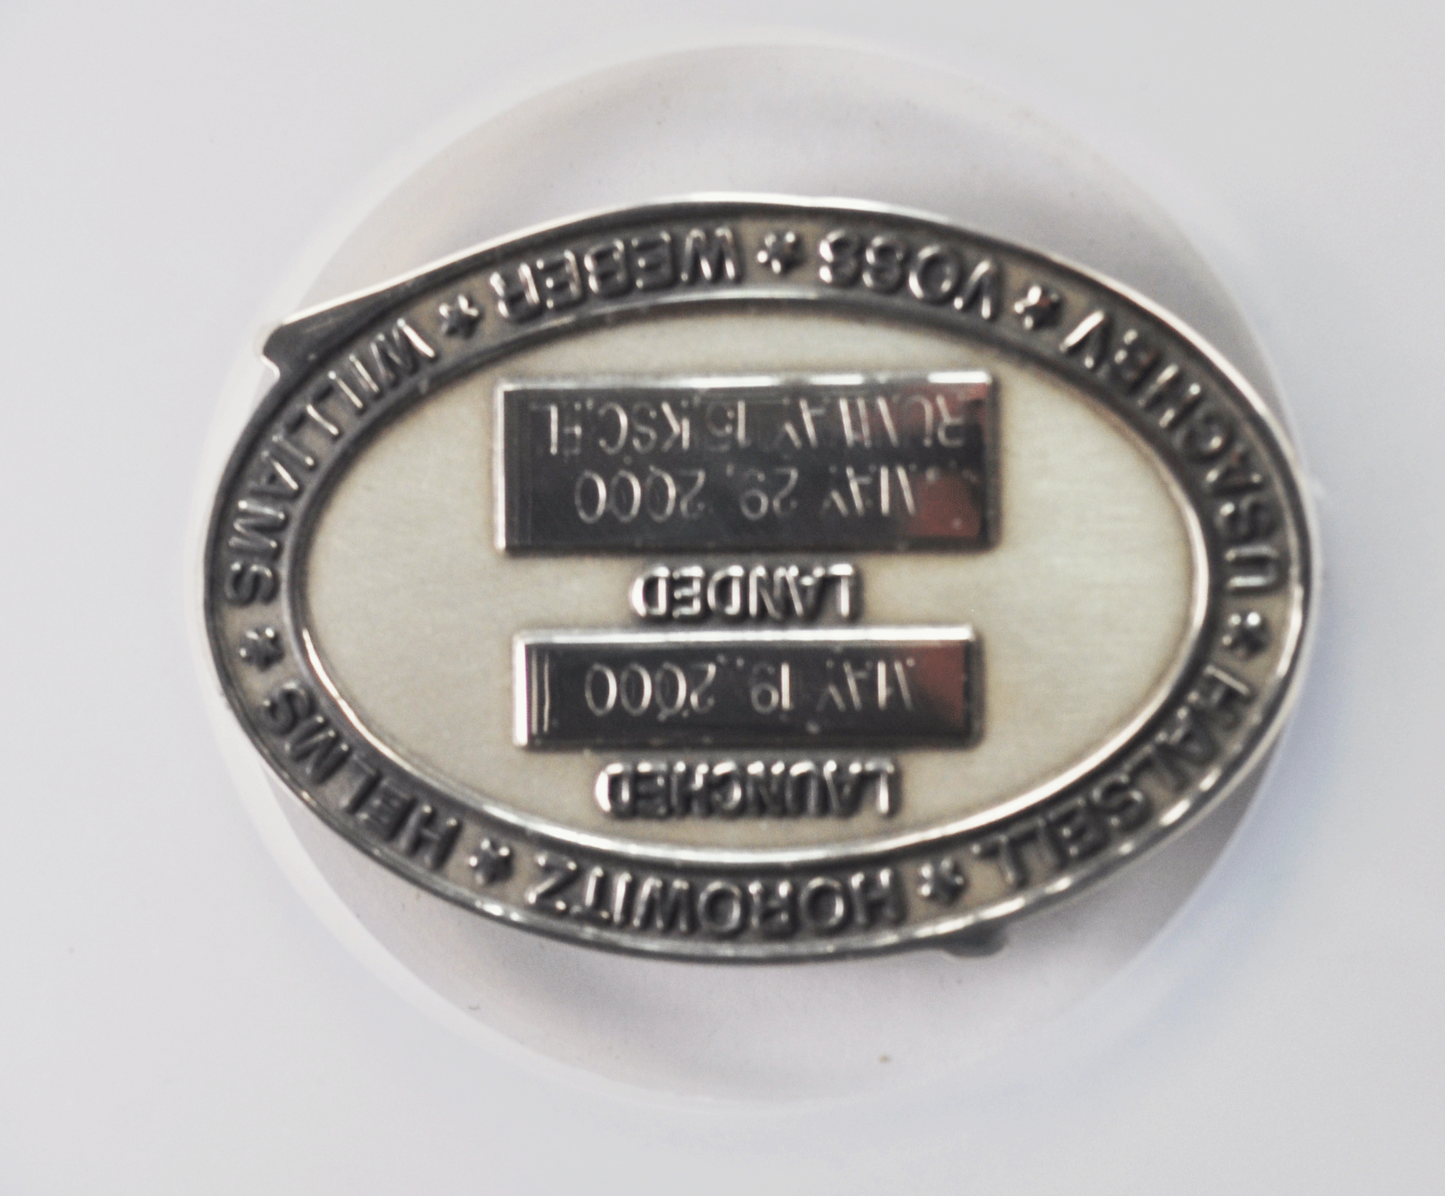 HALSELL * HOROWITZ * HELMS * WILLIAMS * WEBER * VOSS * USACHEV *
LAUNCHED
MAY 19, 2000
LANDED
MAY 29, 2000
RUNWAY 15, KSC, FL